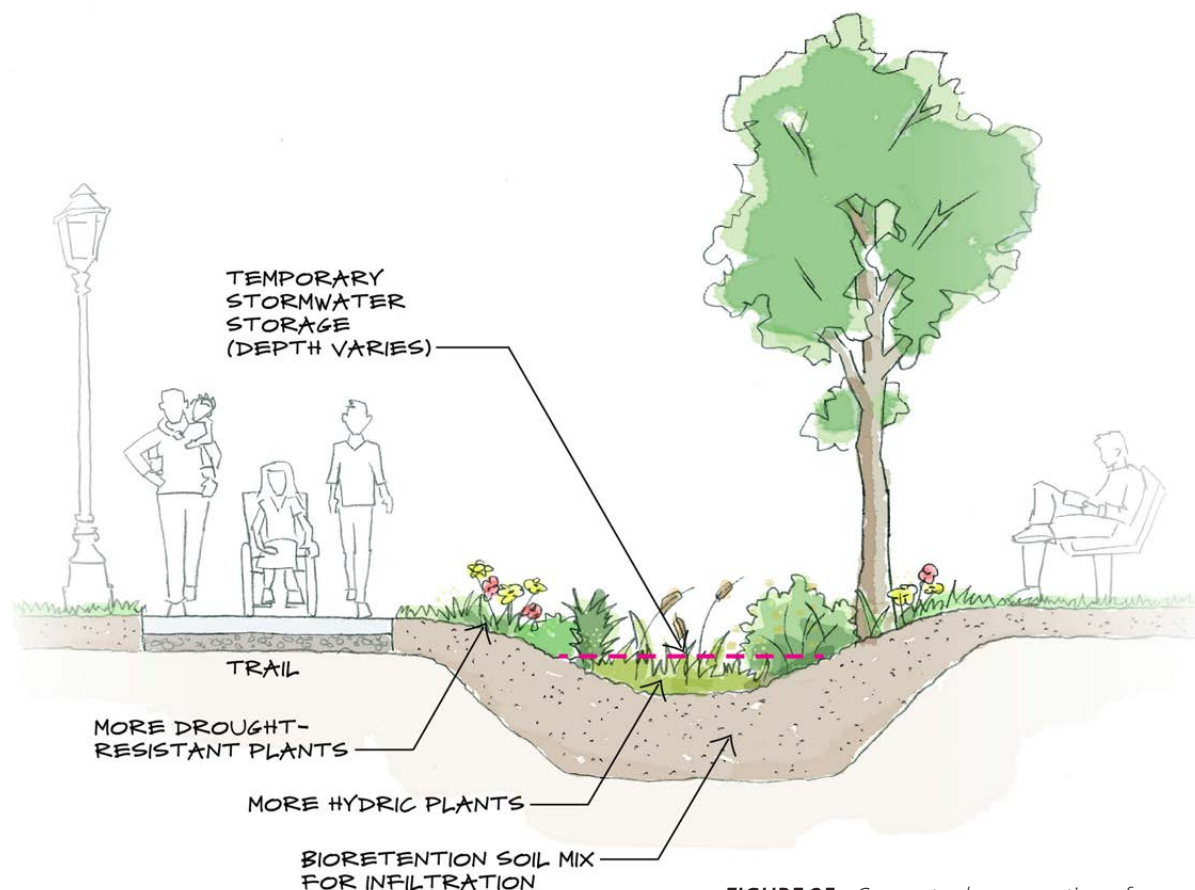 TEMPORARY
STORMWATER
STORAGE
(DEPTH VARIES)
TRAIL
MORE DROUGHT-
RESISTANT PLANTS
MORE HYDRIC PLANTS
BIORETENTION SOIL MIX
FOR INFILTRATION